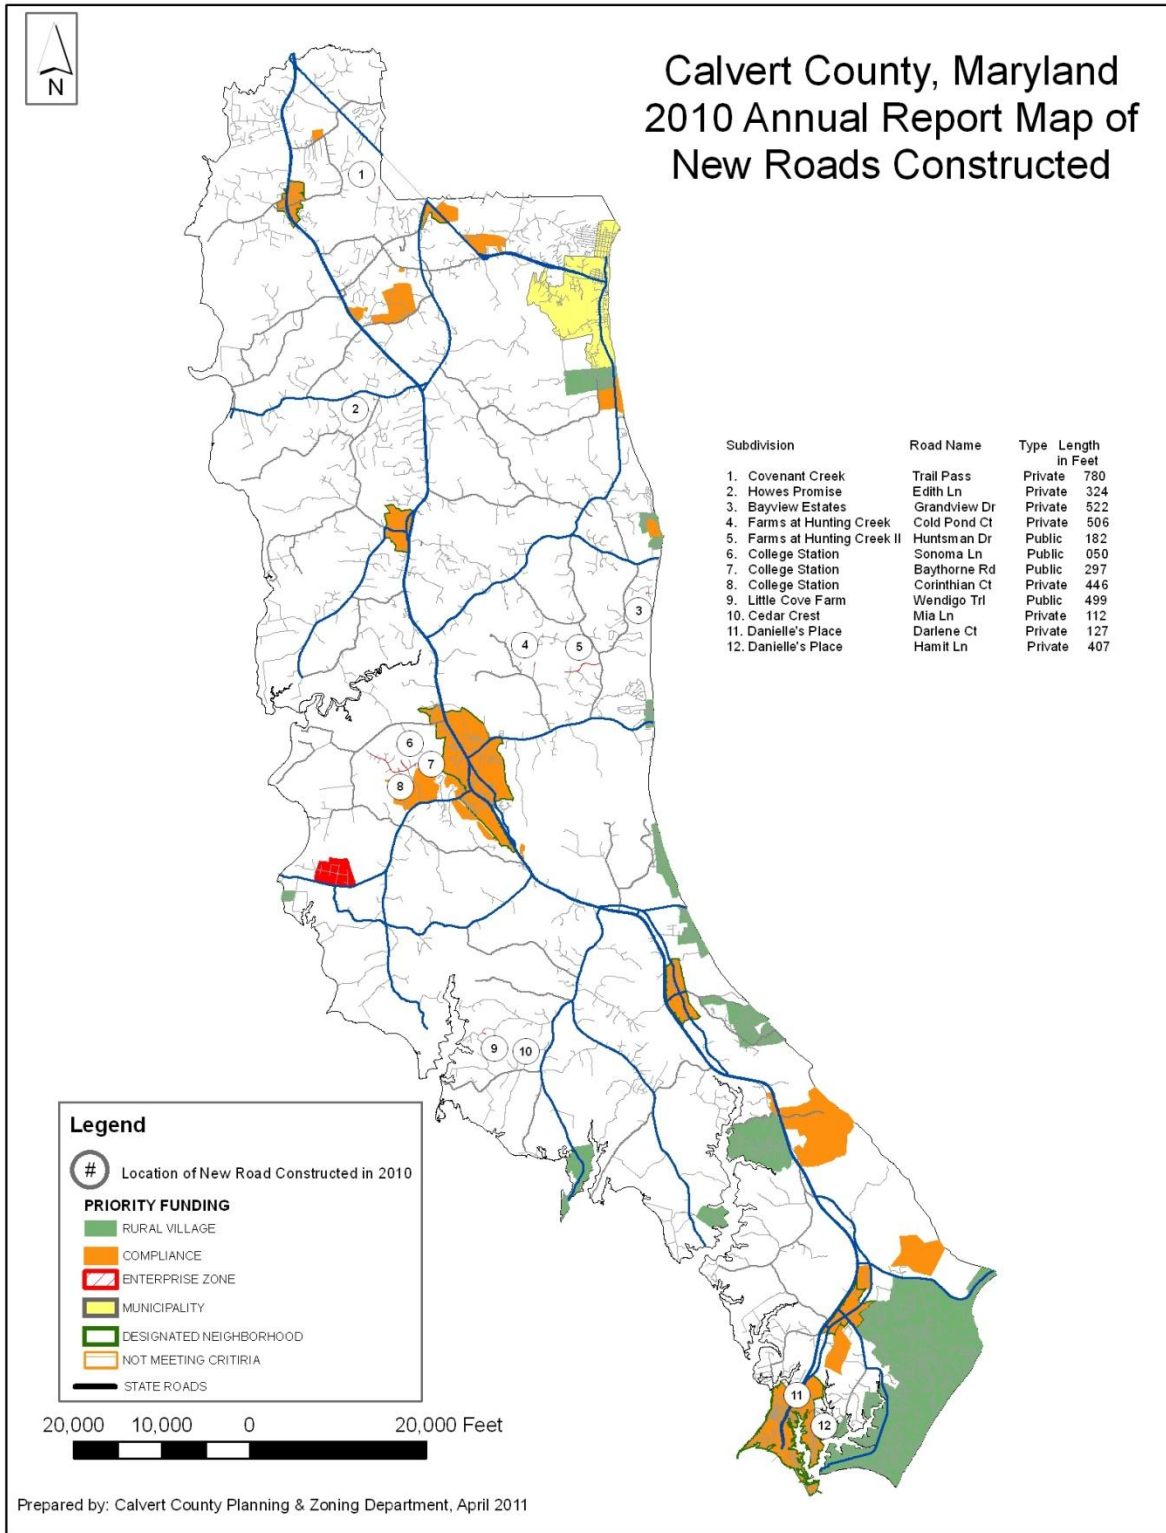 N
Calvert County, Maryland
2010 Annual Report Map of
New Roads Constructed
1
2
3
4
5
6
7
8
9
10
11
12
Subdivision Road Name Type Length
in Feet
1. Covenant Creek Trail Pass Private 780
2. Howes Promise Edith Ln Private 324
3. Bayview Estates Grandview Dr Private 522
4. Farms at Hunting Creek Cold Pond Ct Private 506
5. Farms at Hunting Creek II Huntsman Dr Public 182
6. College Station Sonoma Ln Public 050
7. College Station Baythorne Rd Public 297
8. College Station Corinthian Ct Private 446
9. Little Cove Farm Wendigo Trl Public 499
10. Cedar Crest Mia Ln Private 112
11. Danielle's Place Darlene Ct Private 127
12. Danielle's Place Hamit Ln Private 407
Legend
# Location of New Road Constructed in 2010
PRIORITY FUNDING
RURAL VILLAGE
COMPLIANCE
ENTERPRISE ZONE
MUNICIPALITY
DESIGNATED NEIGHBORHOOD
NOT MEETING CRITIRIA
STATE ROADS
20,000 10,000 0 20,000 Feet
Prepared by: Calvert County Planning & Zoning Department, April 2011